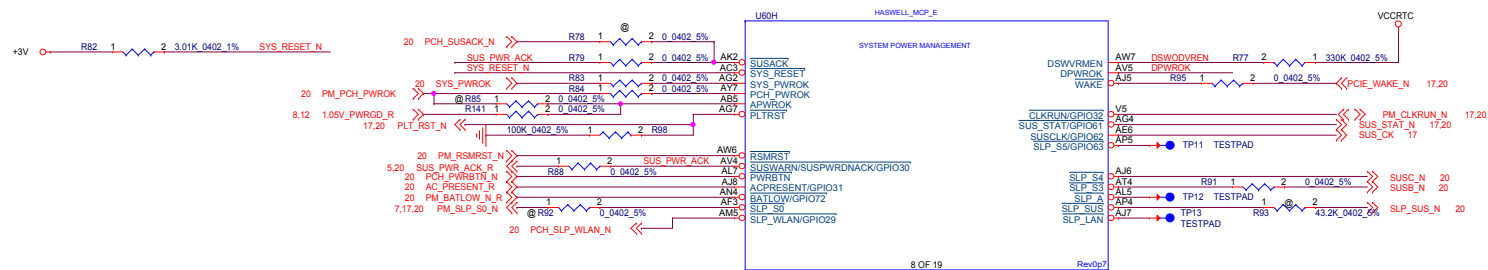 U60H
HASWELL_MCP_E
SYSTEM POWER MANAGEMENT
+3V R82 1 2 3.01K_0402_1% SYS_RESET_N
20 PCH_SUSACK_N R78 1 @ 2 0_0402_5%
SUS_PWR_ACK R79 1 2 0_0402_5% AK2 SUSACK
SYS_RESET_N AC3 SYS_RESET
20 SYS_PWROK R83 1 2 0_0402_5% AG2 SYS_PWROK
20 PM_PCH_PWROK R84 1 2 0_0402_5% AY7 PCH_PWROK
@ R85 1 2 0_0402_5% AB5 APWROK
8,12 1.05V_PWRGD_R R141 1 2 0_0402_5% AG7 PLTRST
17,20 PLT_RST_N
100K_0402_5% 1 2 R98
20 PM_RSMRST_N AW6 RSMRST
5,20 SUS_PWR_ACK_R R88 1 2 0_0402_5% SUS_PWR_ACK AV4 SUSWARN/SUSPWRDNACK/GPIO30
20 PCH_PWRBTN_N AL7 PWRBTN
20 AC_PRESENT_R AJ8 ACPRESENT/GPIO31
20 PM_BATLOW_N_R AN4 BATLOW/GPIO72
7,17,20 PM_SLP_S0_N @ R92 1 2 0_0402_5% AF3 SLP_S0
20 PCH_SLP_WLAN_N AM5 SLP_WLAN/GPIO29
VCCRTC
DSWVRMEN AW7 DSWODVREN R77 2 1 330K_0402_5%
DPWROK AV5 DPWROK
WAKE AJ5 R95 1 2 0_0402_5% PCIE_WAKE_N 17,20
CLKRUN/GPIO32 V5 PM_CLKRUN_N 17,20
SUS_STAT/GPIO61 AG4 SUS_STAT_N 17,20
SUSCLK/GPIO62 AE6 SUS_CK 17
SLP_S5/GPIO63 AP5 TP11 TESTPAD
SLP_S4 AJ6 SUSC_N 20
SLP_S3 AT4 R91 1 2 0_0402_5% SUSB_N 20
SLP_A AL5 TP12 TESTPAD
SLP_SUS AP4 R93 1 @ 2 43.2K_0402_5% SLP_SUS_N 20
SLP_LAN AJ7 TP13 TESTPAD
8 OF 19
Rev0p7